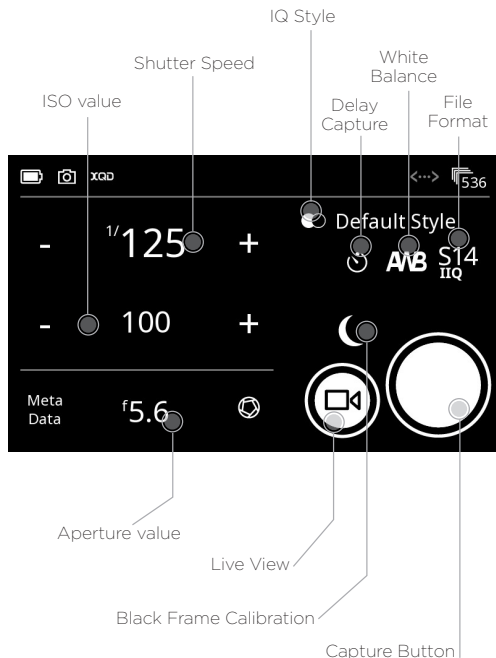 IQ Style
White
Balance
Shutter Speed
ISO value
Delay
Capture
File
Format
XQD
<···>
536
Default Style
- 1/125 +
AWB
S14
IIQ
- 100 +
Meta
Data
f5.6
Aperture value
Live View
Black Frame Calibration
Capture Button